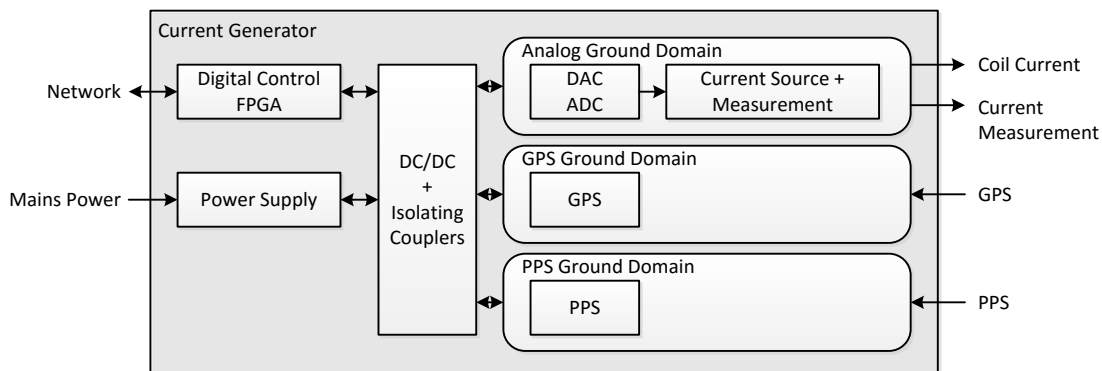 Current Generator
Network
Digital Control
FPGA
Mains Power
Power Supply
DC/DC
+
Isolating
Couplers
Analog Ground Domain
DAC
ADC
Current Source +
Measurement
Coil Current
Current
Measurement
GPS Ground Domain
GPS
GPS
PPS Ground Domain
PPS
PPS